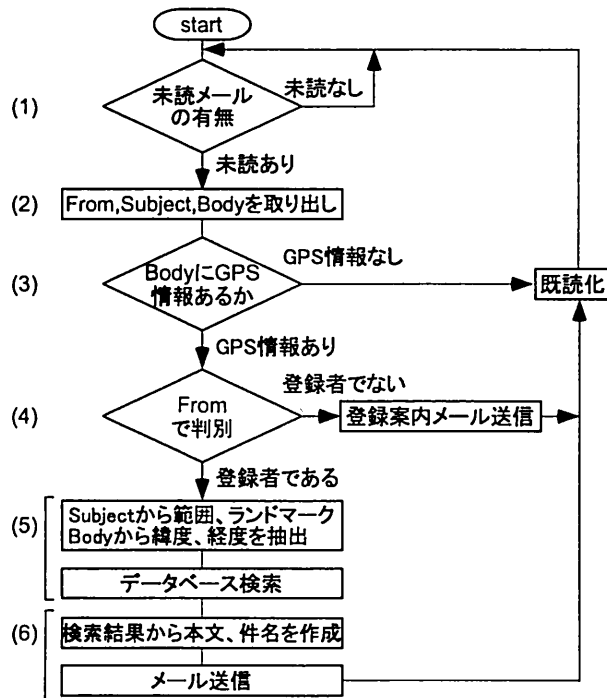 start
(1)
未読メール
の有無
未読なし
未読あり
(2)
From,Subject,Bodyを取り出し
(3)
BodyにGPS
情報あるか
GPS情報なし
既読化
GPS情報あり
(4)
From
で判別
登録者でない
登録案内メール送信
登録者である
(5)
Subjectから範囲、ランドマーク
Bodyから緯度、経度を抽出
データベース検索
(6)
検索結果から本文、件名を作成
メール送信